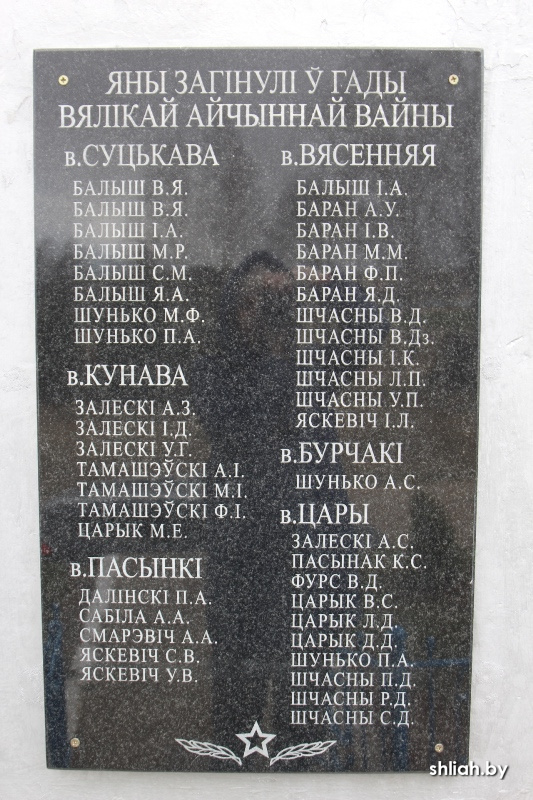 ЯНЫ ЗАГІНУЛІ Ў ГАДЫ
ВЯЛІКАЙ АЙЧЫННАЙ ВАЙНЫ
в.СУЦЬКАВА
БАЛЫШ В.Я.
БАЛЫШ В.Я.
БАЛЫШ І.А.
БАЛЫШ М.Р.
БАЛЫШ С.М.
БАЛЫШ Я.А.
ШУНЬКО М.Ф.
ШУНЬКО П.А.
в.КУНАВА
ЗАЛЕСКІ А.З.
ЗАЛЕСКІ І.Д.
ЗАЛЕСКІ У.Г.
ТАМАШЭЎСКІ А.І.
ТАМАШЭЎСКІ М.І.
ТАМАШЭЎСКІ Ф.І.
ЦАРЫК М.Е.
в.ПАСЫНКІ
ДАЛІНСКІ П.А.
САБІЛА А.А.
СМАРЭВІЧ А.А.
ЯСКЕВІЧ С.В.
ЯСКЕВІЧ У.В.
в.ВЯСЕННЯЯ
БАЛЫШ І.А.
БАРАН А.У.
БАРАН І.В.
БАРАН М.М.
БАРАН Ф.П.
БАРАН Я.Д.
ШЧАСНЫ В.Д.
ШЧАСНЫ В.Дз.
ШЧАСНЫ І.К.
ШЧАСНЫ Л.П.
ШЧАСНЫ У.П.
ЯСКЕВІЧ І.Л.
в.БУРЧАКІ
ШУНЬКО А.С.
в.ЦАРЫ
ЗАЛЕСКІ А.С.
ПАСЫНАК К.С.
ФУРС В.Д.
ЦАРЫК В.С.
ЦАРЫК Л.Д.
ЦАРЫК Д.Д.
ШУНЬКО П.А.
ШЧАСНЫ П.Д.
ШЧАСНЫ Р.Д.
ШЧАСНЫ С.Д.
shliah.by